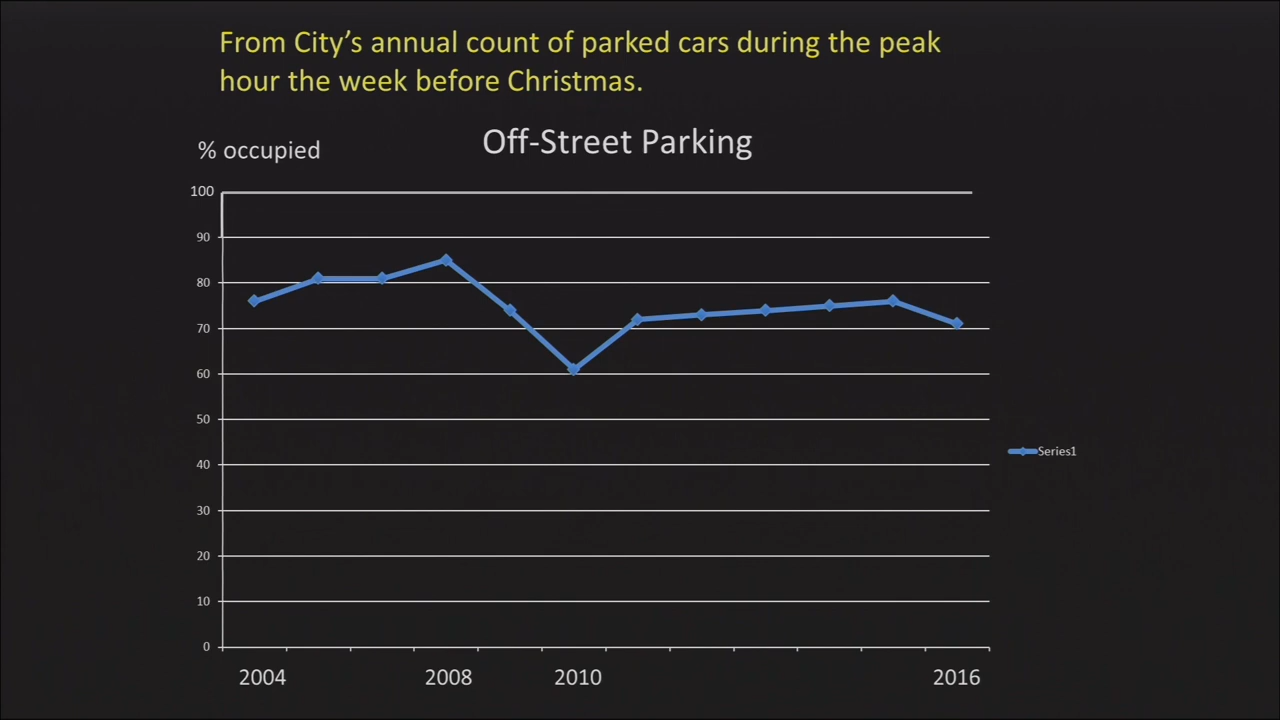 From City's annual count of parked cars during the peak
hour the week before Christmas.
% occupied
Off-Street Parking
100
90
80
70
60
50
40
30
20
10
0
Series1
2004 2008 2010 2016